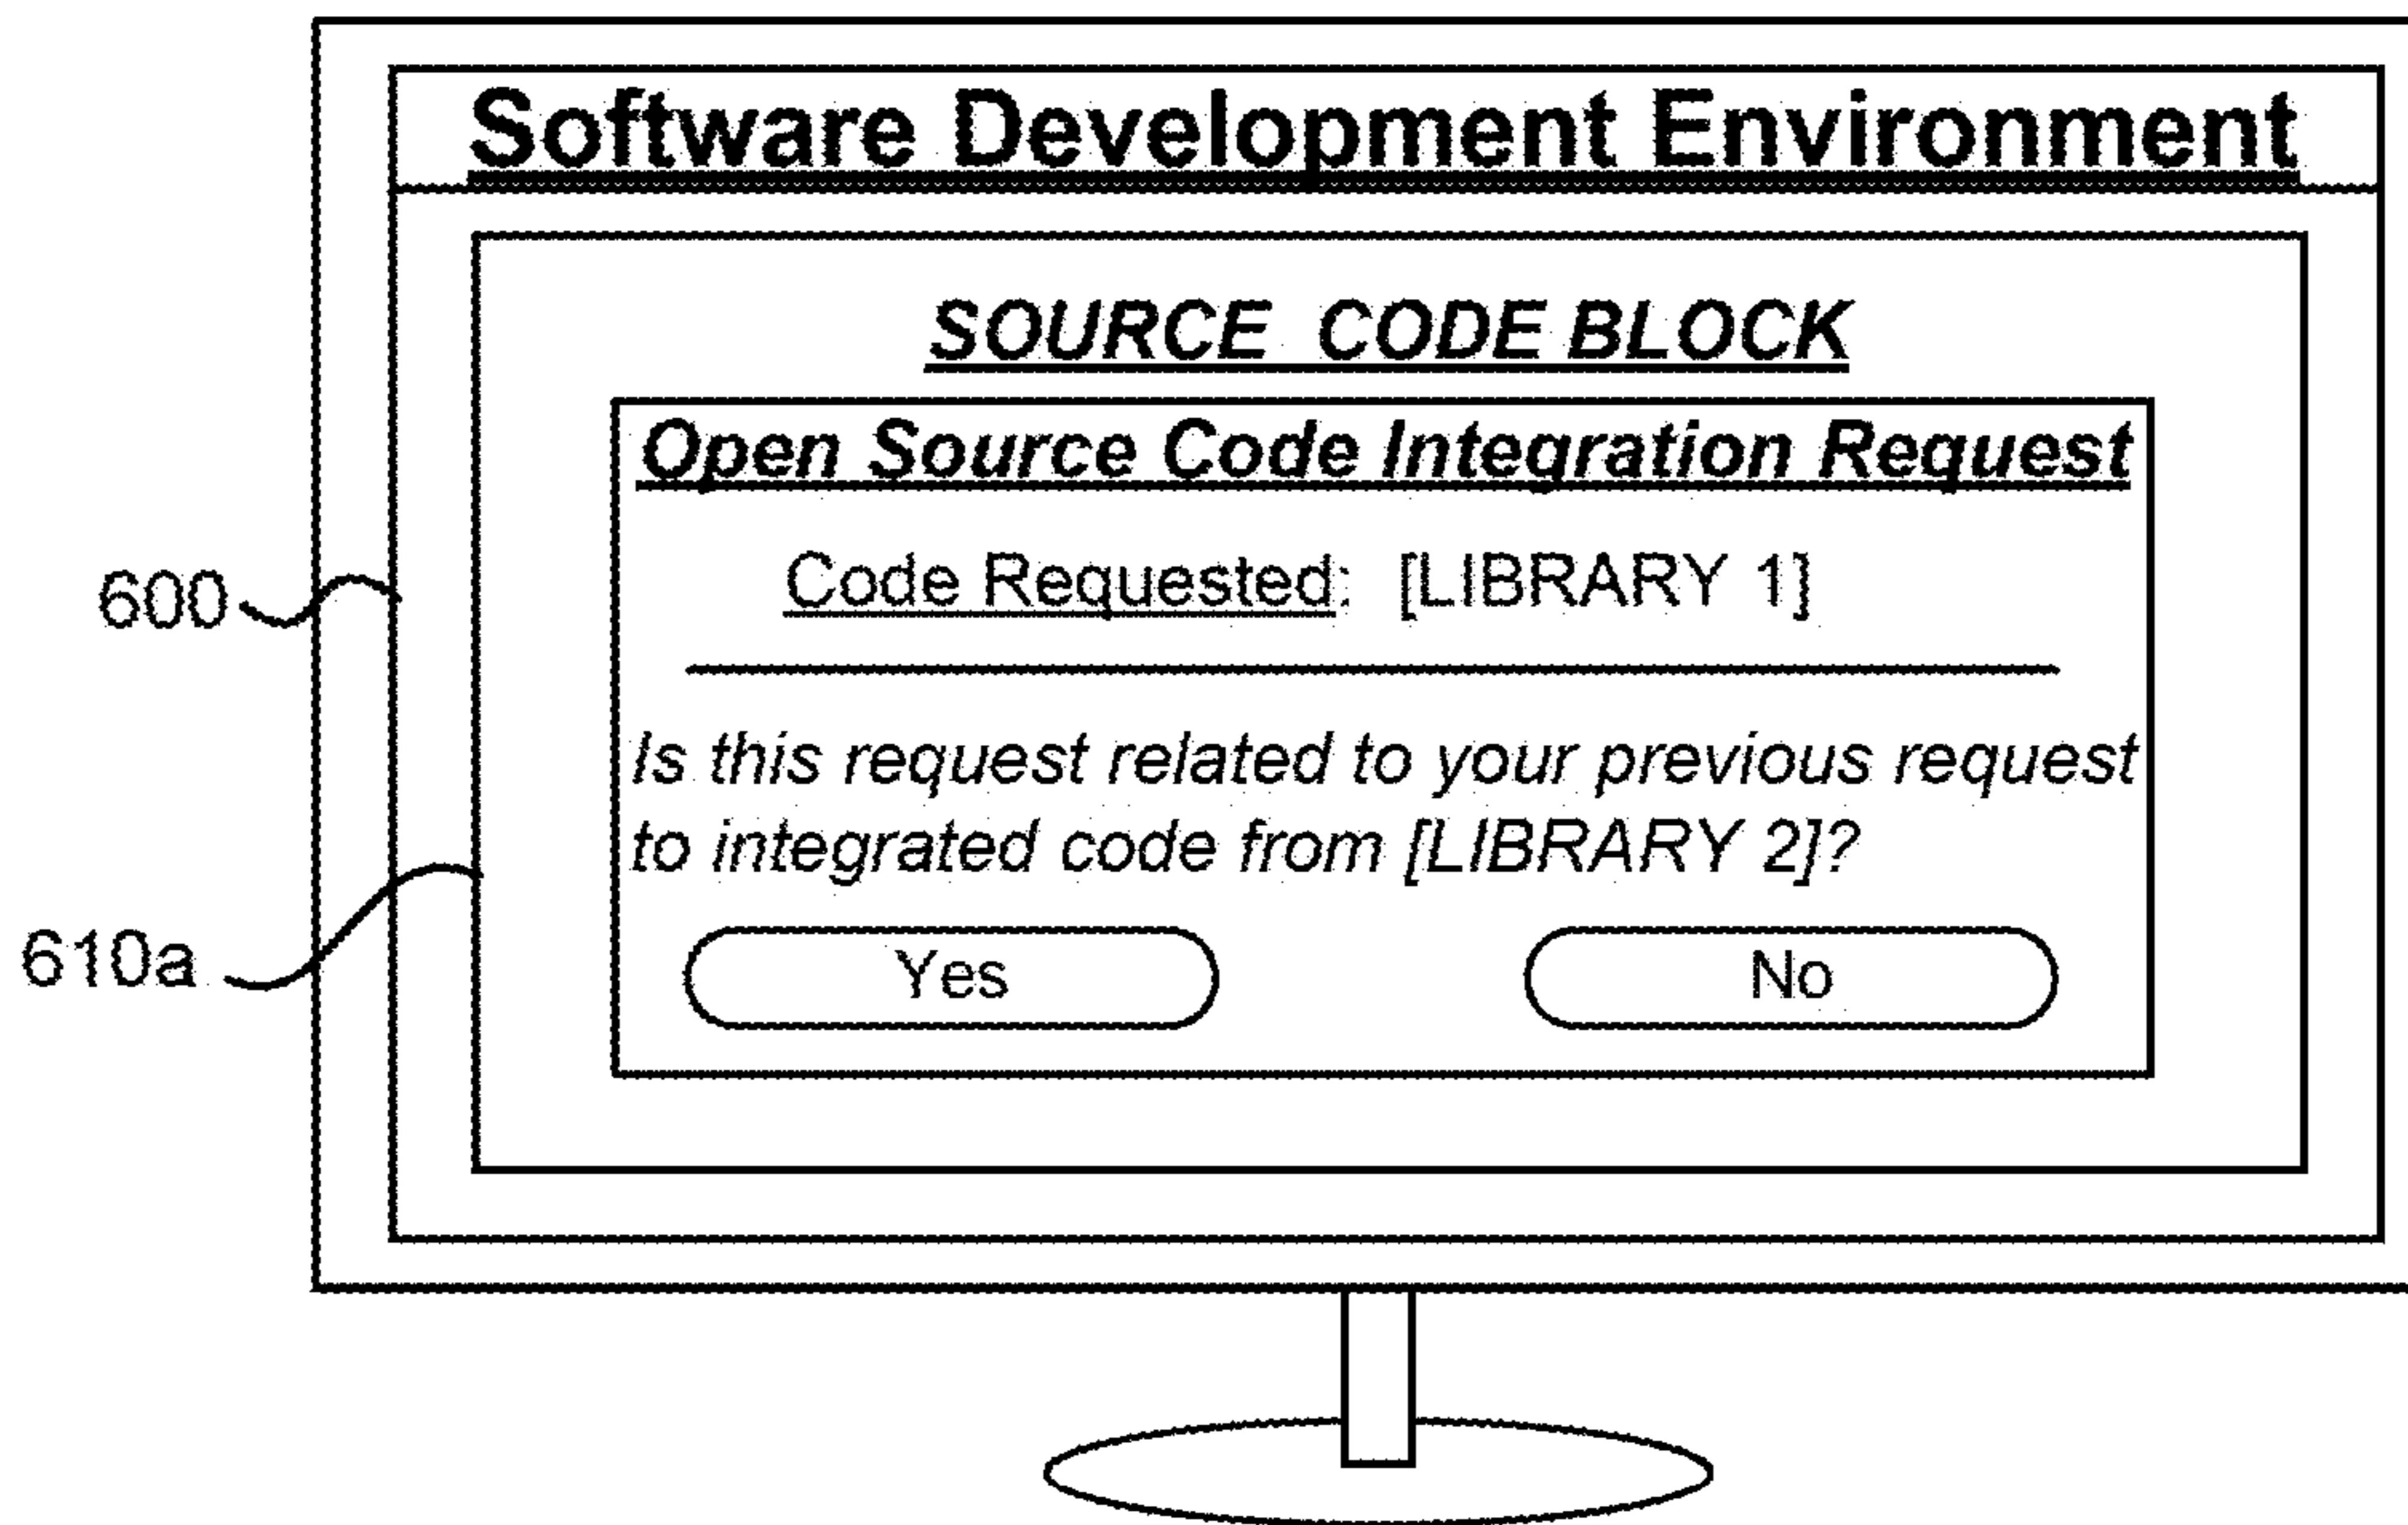 Software Development Environment
SOURCE CODE BLOCK
Open Source Code Integration Request
Code Requested: [LIBRARY 1]
600
Is this request related to your previous request
to integrated code from [LIBRARY 2]?
610a
Yes
No